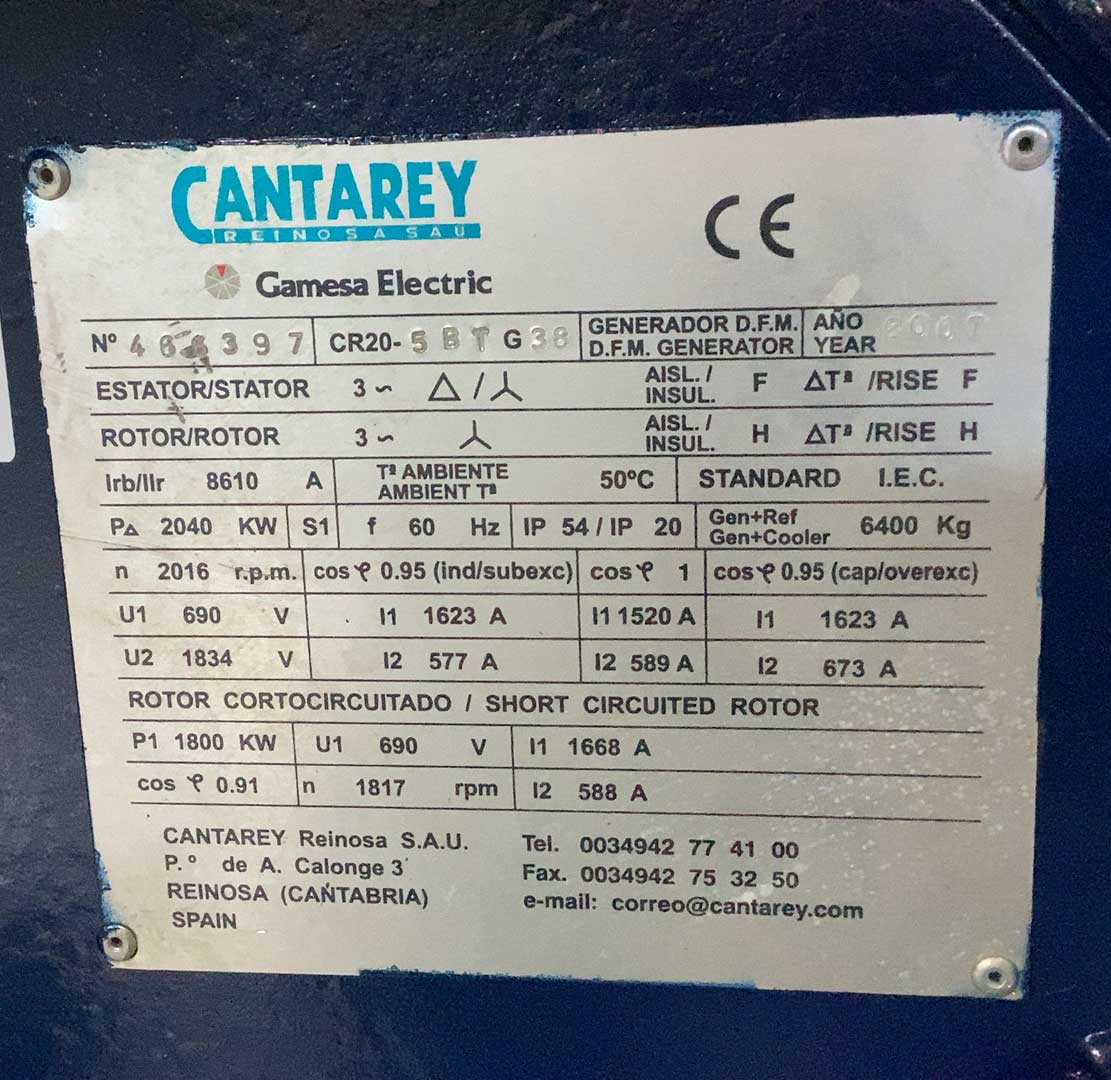 CANTAREY
REINOSA SAU
CE
Gamesa Electric
Nº CR20-5BTG38 GENERADOR D.F.M. D.F.M. GENERATOR AÑO YEAR 2007
ESTATOR/STATOR 3 ~ Δ / AISL. / INSUL. F ΔTª /RISE F
ROTOR/ROTOR 3 ~ AISL. / INSUL. H ΔTª /RISE H
Irb/Ilr 8610 A Tª AMBIENTE AMBIENT Tª 50ºC STANDARD I.E.C.
PΔ 2040 KW S1 f 60 Hz IP 54 / IP 20 Gen+Ref Gen+Cooler 6400 Kg
n 2016 r.p.m. cos φ 0.95 (ind/subexc) cos φ 1 cos φ 0.95 (cap/overexc)
U1 690 V I1 1623 A I1 1520 A I1 1623 A
U2 1834 V I2 577 A I2 589 A I2 673 A
ROTOR CORTOCIRCUITADO / SHORT CIRCUITED ROTOR
P1 1800 KW U1 690 V I1 1668 A
cos φ 0.91 n 1817 rpm I2 588 A
CANTAREY Reinosa S.A.U. Tel. 0034942 77 41 00
P.º de A. Calonge 3 Fax. 0034942 75 32 50
REINOSA (CANTABRIA) e-mail: correo@cantarey.com
SPAIN